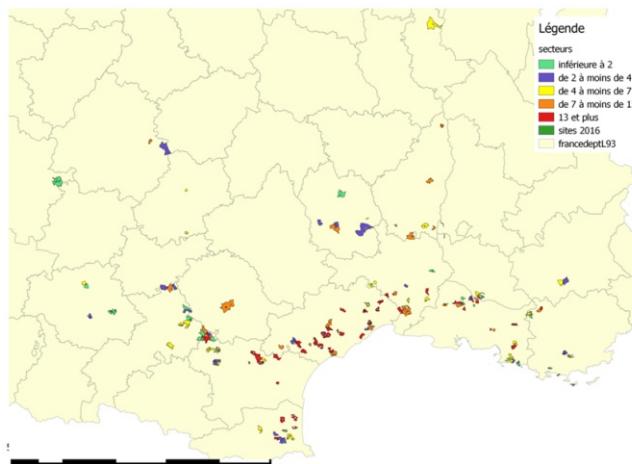 Légende
secteurs
inférieure à 2
de 2 à moins de 4
de 4 à moins de 7
de 7 à moins de 1
13 et plus
sites 2016
francedeptL93